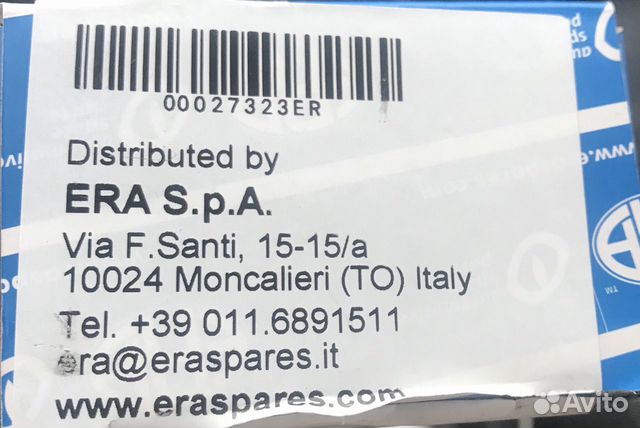 00027323ER
Distributed by
ERA S.p.A.
Via F.Santi, 15-15/a
10024 Moncalieri (TO) Italy
Tel. +39 011.6891511
era@eraspares.it
www.eraspares.com
Avito